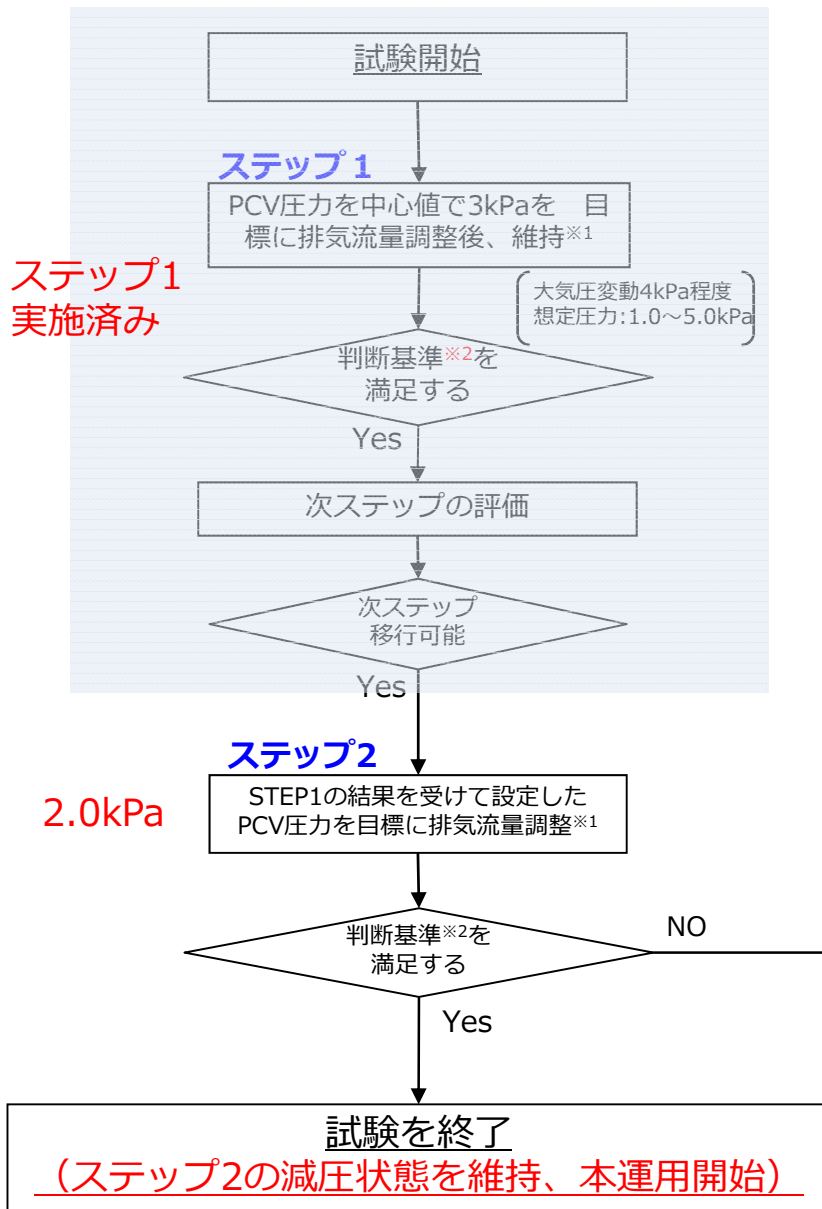 試験開始
ステップ 1
PCV圧力を中心値で3kPaを　目
標に排気流量調整後、維持※1
ステップ1
実施済み
大気圧変動4kPa程度
想定圧力:1.0～5.0kPa
判断基準※2を
満足する
Yes
次ステップの評価
次ステップ
移行可能
Yes
ステップ2
2.0kPa
STEP1の結果を受けて設定した
PCV圧力を目標に排気流量調整※1
判断基準※2を
満足する
NO
Yes
試験を終了
（ステップ2の減圧状態を維持、本運用開始）